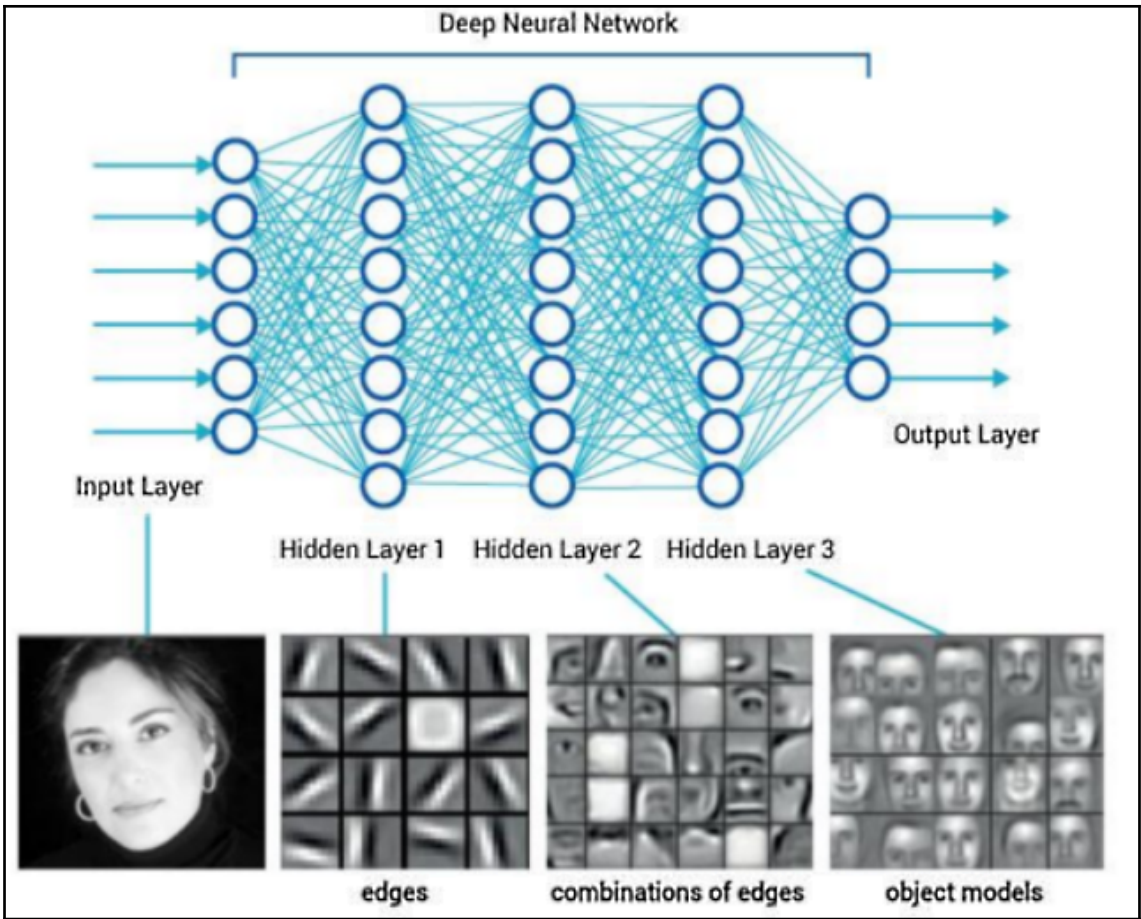 Deep Neural Network
Output Layer
Input Layer
Hidden Layer 1
Hidden Layer 2
Hidden Layer 3
edges
combinations of edges
object models